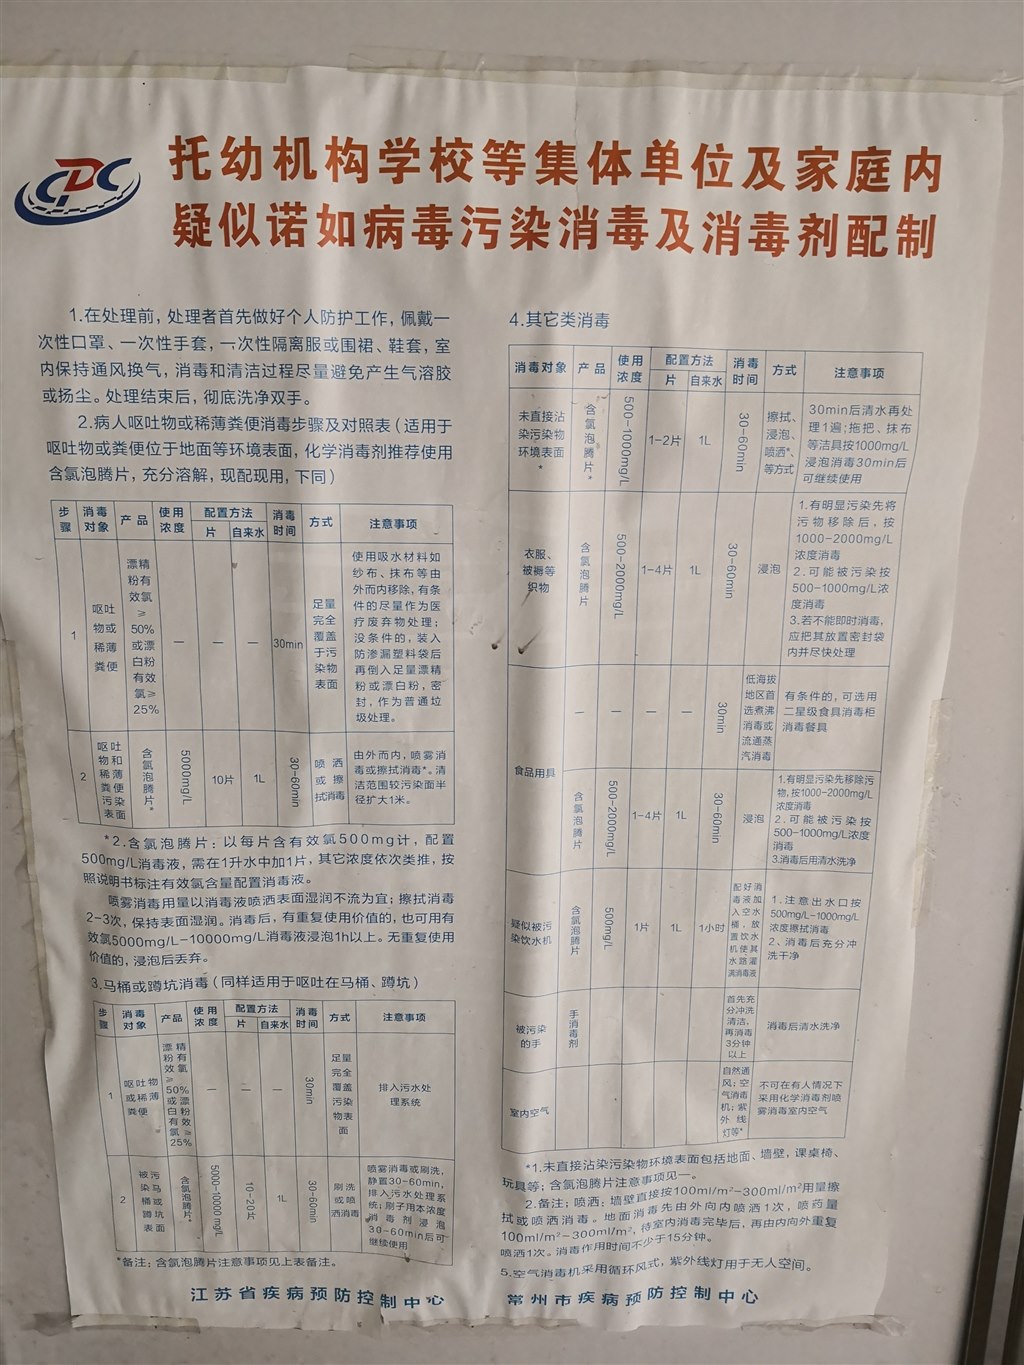 CDC
托幼机构学校等集体单位及家庭内
疑似诺如病毒污染消毒及消毒剂配制
1.在处理前，处理者首先做好个人防护工作，佩戴一
次性口罩、一次性手套，一次性隔离服或围裙、鞋套，室
内保持通风换气，消毒和清洁过程尽量避免产生气溶胶
或扬尘。处理结束后，彻底洗净双手。
2.病人呕吐物或稀薄粪便消毒步骤及对照表（适用于
呕吐物或粪便位于地面等环境表面，化学消毒剂推荐使用
含氯泡腾片，充分溶解，现配现用，下同）
步骤 消毒对象 产品 使用浓度 配置方法 消毒时间 方式 注意事项
片 自来水
1 呕吐物或稀薄粪便 漂精粉有效氯≥50%或漂白粉有效氯≥25% — — — 30min 足量完全覆盖于污染物表面
使用吸水材料如
纱布、抹布等由
外而内移除，有条
件的尽量作为医
疗废弃物处理；
没条件的，装入
防渗漏塑料袋后
再倒入足量漂精
粉或漂白粉，密
封，作为普通垃
圾处理。
2 呕吐物和稀薄粪便污染表面 含氯泡腾片* 5000mg/L 10片 1L 30-60min 喷洒或擦拭消毒
由外而内，喷雾消
毒或擦拭消毒*。清
洁范围较污染面半
径扩大1米。
*2.含氯泡腾片：以每片含有效氯500mg计，配置
500mg/L消毒液，需在1升水中加1片，其它浓度依次类推，按
照说明书标注有效氯含量配置消毒液。
喷雾消毒用量以消毒液喷洒表面湿润不流为宜；擦拭消毒
2-3次，保持表面湿润。消毒后，有重复使用价值的，也可用有
效氯5000mg/L-10000mg/L消毒液浸泡1h以上。无重复使用
价值的，浸泡后丢弃。
3.马桶或蹲坑消毒（同样适用于呕吐在马桶、蹲坑）
步骤 消毒对象 产品 使用浓度 配置方法 消毒时间 方式 注意事项
片 自来水
1 呕吐物或稀薄粪便 漂精粉有效氯≥50%或漂白粉有效氯≥25% — — — 30min 足量完全覆盖污染物表面
排入污水处
理系统
2 被污染马桶或蹲坑表面 含氯泡腾片* 5000-10000 mg/L 10-20片 1L 30-60min 刷洗或喷洒消毒
喷雾消毒或刷洗，
静置30-60min，
排入污水处理系
统；刷子用本浓度
消毒剂浸泡
30-60min后可
继续使用
*备注：含氯泡腾片注意事项见上表备注。
江苏省疾病预防控制中心
4.其它类消毒
消毒对象 产品 使用浓度 配置方法 消毒时间 方式 注意事项
片 自来水
未直接沾染污染物环境表面* 含氯泡腾片* 500-1000mg/L 1-2片 1L 30-60min 擦拭、浸泡、喷洒*、等方式
30min后清水再处
理1遍；拖把、抹布
等洁具按1000mg/L
浸泡消毒30min后
可继续使用
衣服、被褥等织物 含氯泡腾片 500-2000mg/L 1-4片 1L 30-60min 浸泡
1.有明显污染先将
污物移除后，按
1000-2000mg/L
浓度消毒
2.可能被污染按
500-1000mg/L浓
度消毒
3.若不能即时消毒，
应把其放置密封袋
内并尽快处理
食品用具 — — — — 30min 低海拔地区首选煮沸消毒或流通蒸汽消毒
有条件的，可选用
二星级食具消毒柜
消毒餐具
含氯泡腾片 500-2000mg/L 1-4片 1L 30-60min 浸泡
1.有明显污染先移除污
物，按1000-2000mg/L
浓度消毒
2.可能被污染按
500-1000mg/L浓度
消毒
3.消毒后用清水洗净
疑似被污染饮水机 含氯泡腾片 500mg/L 1片 1L 1小时 配好消毒液加入空水桶，放置饮水机使其水路灌满消毒液
1.注意出水口按
500mg/L-1000mg/L
浓度擦拭消毒
2、消毒后充分冲
洗干净
被污染的手 手消毒剂 首先充分冲洗清洁，再消毒3分钟以上 消毒后清水洗净
室内空气 自然通风；空气消毒机；紫外线灯等*
不可在有人情况下
采用化学消毒剂喷
雾消毒室内空气
*1.未直接沾染污染物环境表面包括地面、墙壁，课桌椅、
玩具等；含氯泡腾片注意事项见一。
2.备注；喷洒：墙壁直接按100ml/m²-300ml/m²用量擦
拭或喷洒消毒。地面消毒先由外向内喷洒1次，喷药量
100ml/m²-300ml/m²，待室内消毒完毕后，再由内向外重复
喷洒1次。消毒作用时间不少于15分钟。
5.空气消毒机采用循环风式，紫外线灯用于无人空间。
常州市疾病预防控制中心